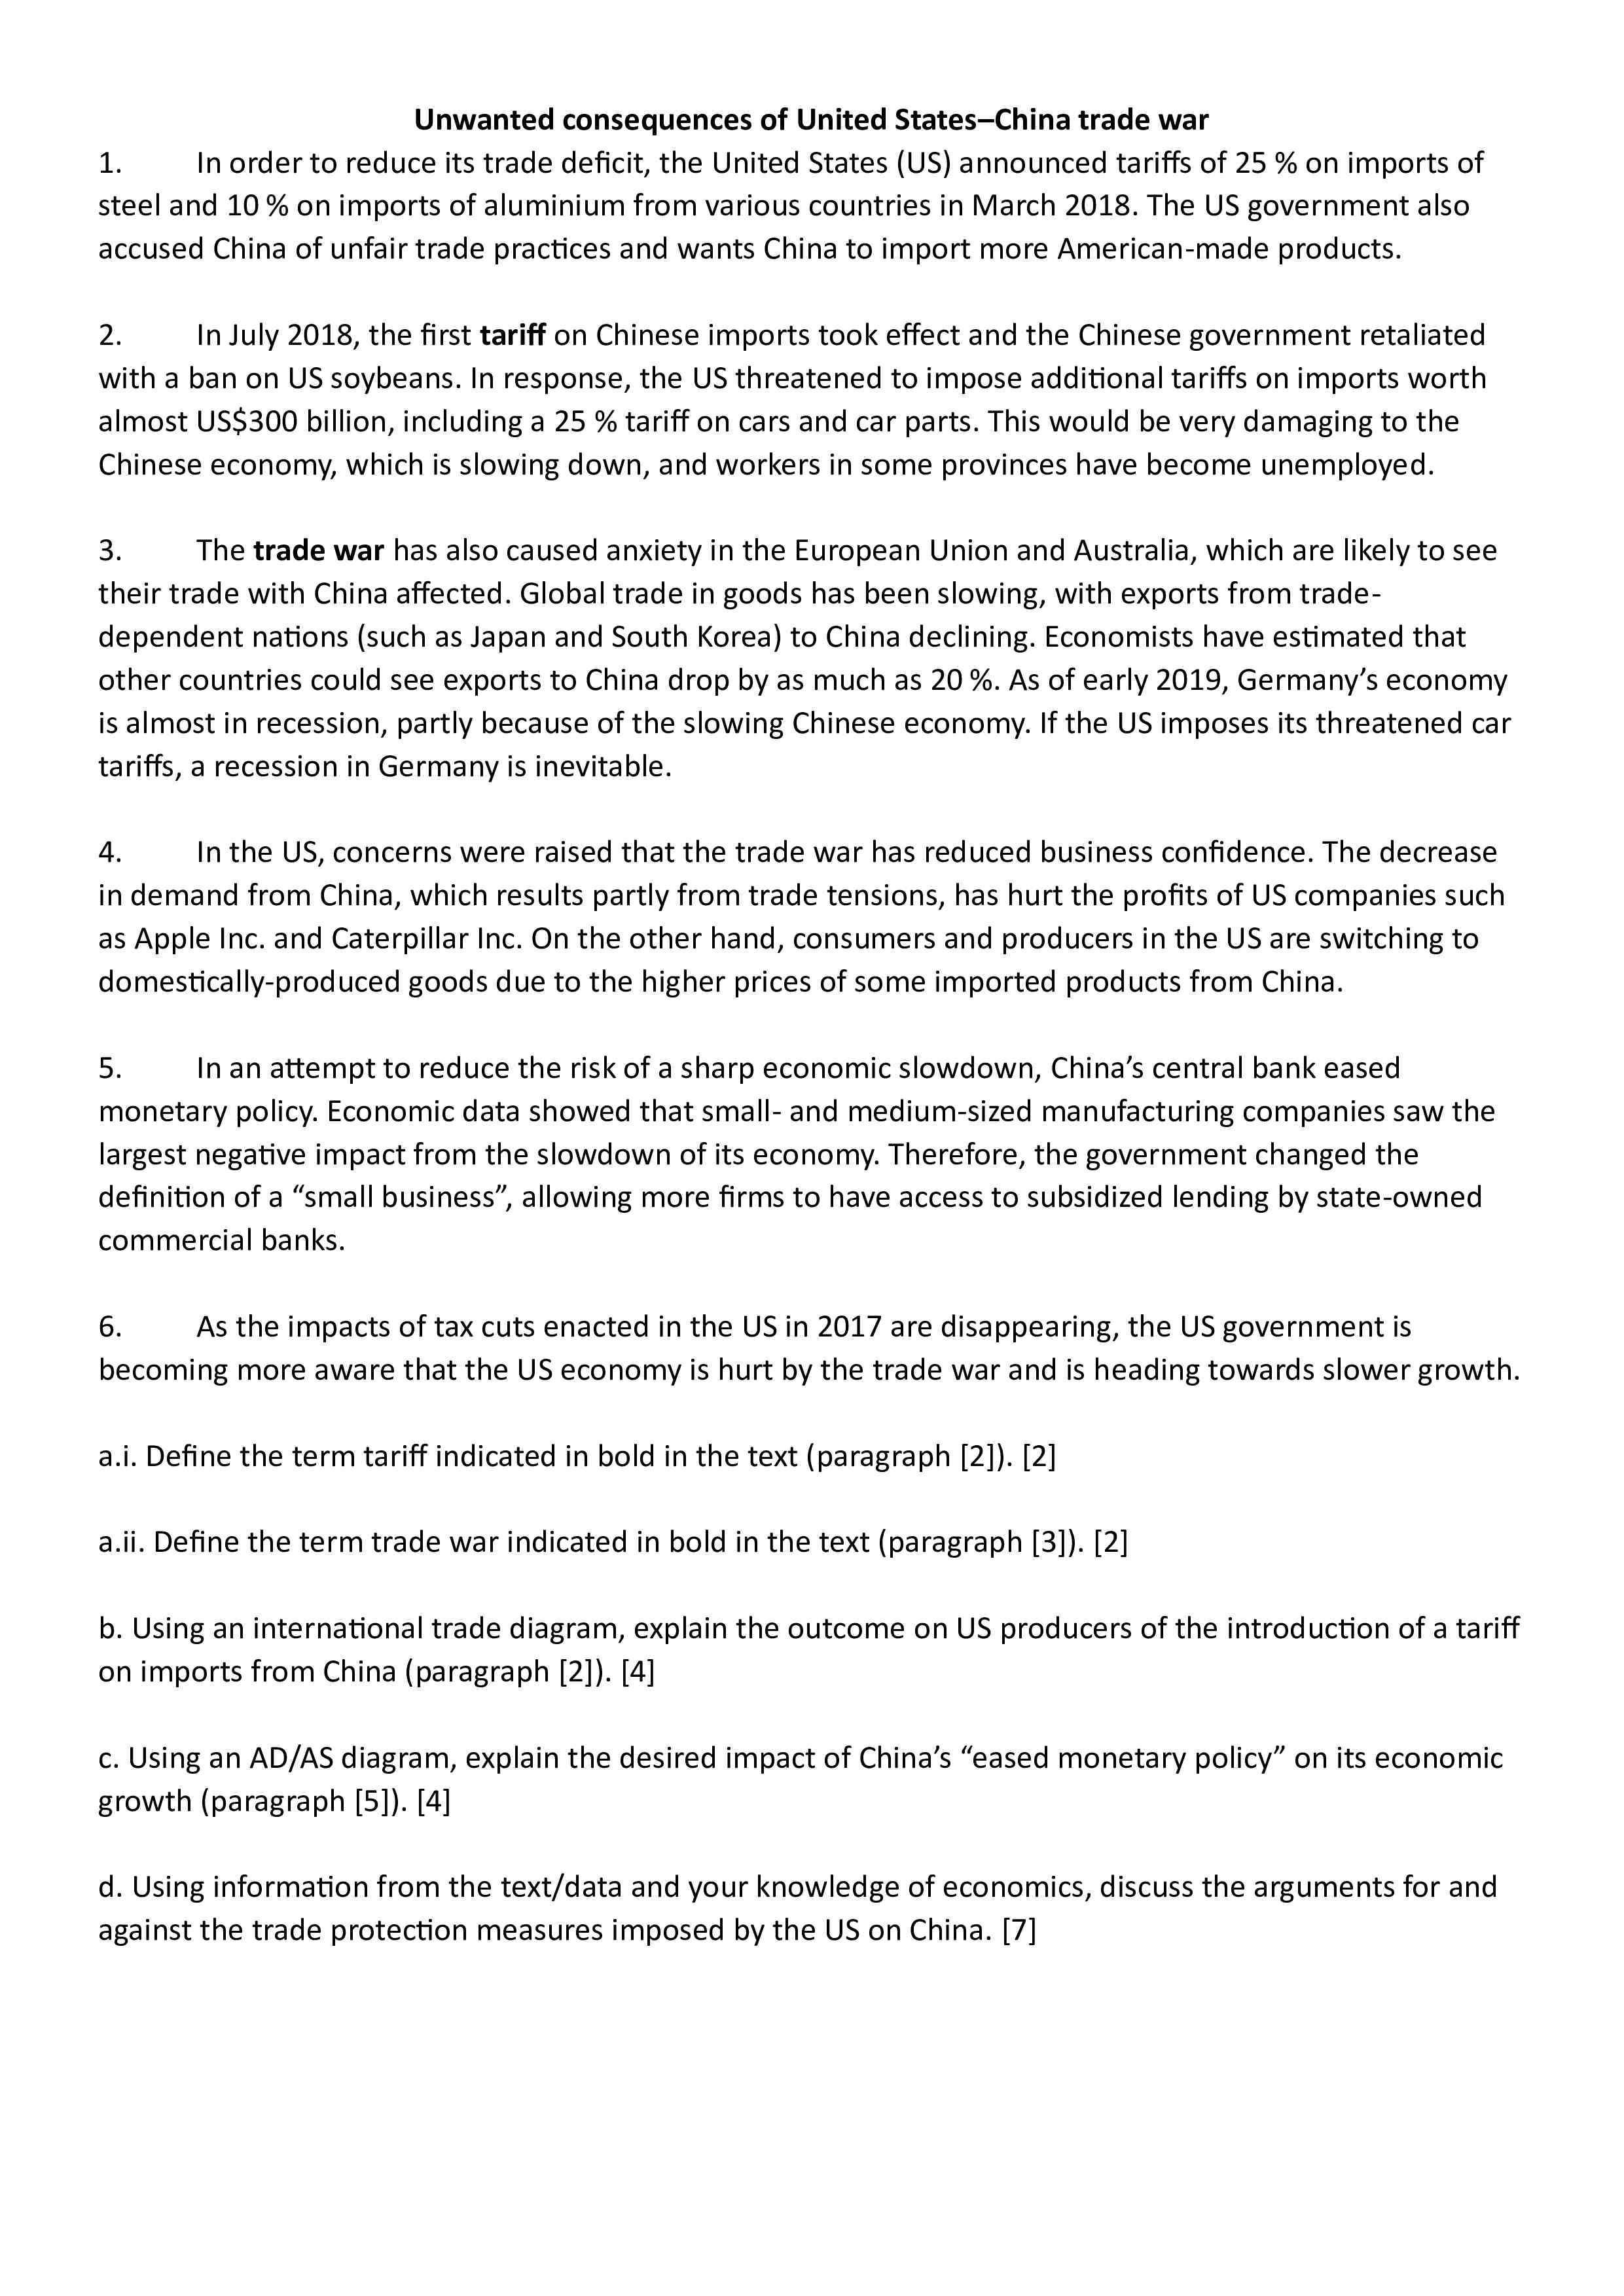 Unwanted consequences of United States–China trade war
1. In order to reduce its trade deficit, the United States (US) announced tariffs of 25 % on imports of
steel and 10 % on imports of aluminium from various countries in March 2018. The US government also
accused China of unfair trade practices and wants China to import more American-made products.
2. In July 2018, the first tariff on Chinese imports took effect and the Chinese government retaliated
with a ban on US soybeans. In response, the US threatened to impose additional tariffs on imports worth
almost US$300 billion, including a 25 % tariff on cars and car parts. This would be very damaging to the
Chinese economy, which is slowing down, and workers in some provinces have become unemployed.
3. The trade war has also caused anxiety in the European Union and Australia, which are likely to see
their trade with China affected. Global trade in goods has been slowing, with exports from trade-
dependent nations (such as Japan and South Korea) to China declining. Economists have estimated that
other countries could see exports to China drop by as much as 20 %. As of early 2019, Germany’s economy
is almost in recession, partly because of the slowing Chinese economy. If the US imposes its threatened car
tariffs, a recession in Germany is inevitable.
4. In the US, concerns were raised that the trade war has reduced business confidence. The decrease
in demand from China, which results partly from trade tensions, has hurt the profits of US companies such
as Apple Inc. and Caterpillar Inc. On the other hand, consumers and producers in the US are switching to
domestically-produced goods due to the higher prices of some imported products from China.
5. In an attempt to reduce the risk of a sharp economic slowdown, China’s central bank eased
monetary policy. Economic data showed that small- and medium-sized manufacturing companies saw the
largest negative impact from the slowdown of its economy. Therefore, the government changed the
definition of a “small business”, allowing more firms to have access to subsidized lending by state-owned
commercial banks.
6. As the impacts of tax cuts enacted in the US in 2017 are disappearing, the US government is
becoming more aware that the US economy is hurt by the trade war and is heading towards slower growth.
a.i. Define the term tariff indicated in bold in the text (paragraph [2]). [2]
a.ii. Define the term trade war indicated in bold in the text (paragraph [3]). [2]
b. Using an international trade diagram, explain the outcome on US producers of the introduction of a tariff
on imports from China (paragraph [2]). [4]
c. Using an AD/AS diagram, explain the desired impact of China’s “eased monetary policy” on its economic
growth (paragraph [5]). [4]
d. Using information from the text/data and your knowledge of economics, discuss the arguments for and
against the trade protection measures imposed by the US on China. [7]